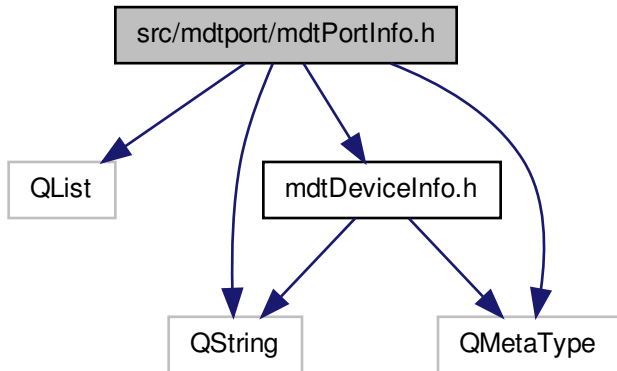 src/mdtport/mdtPortInfo.h
QList
mdtDeviceInfo.h
QString
QMetaType